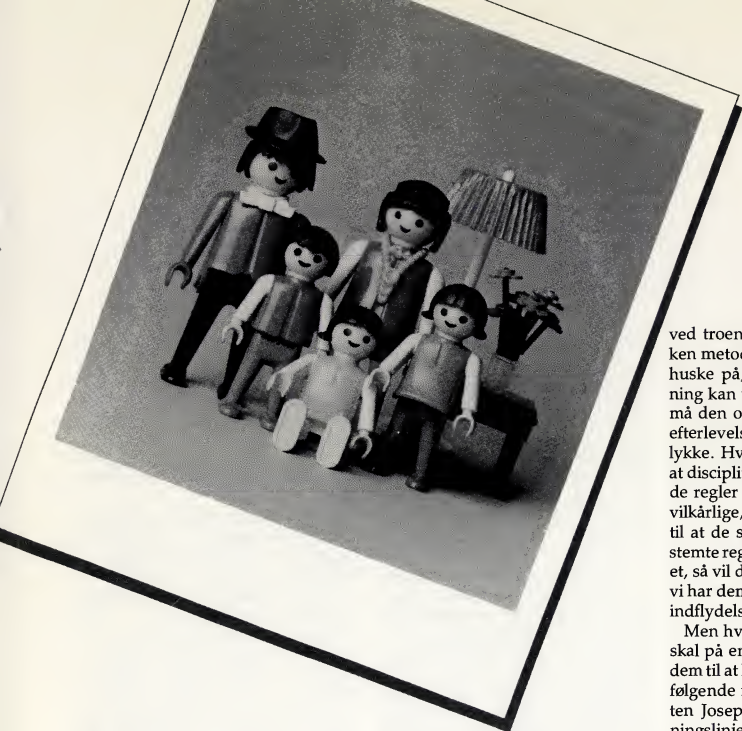 ved troen
ken metod
huske på,
ning kan
må den o
efterlevels
lykke. Hv
at discipli
de regler
vilkårlige,
til at de s
stemte reg
et, så vil d
vi har den
indflydels
Men hv
skal på en
dem til at
følgende
ten Josep
ningslinje